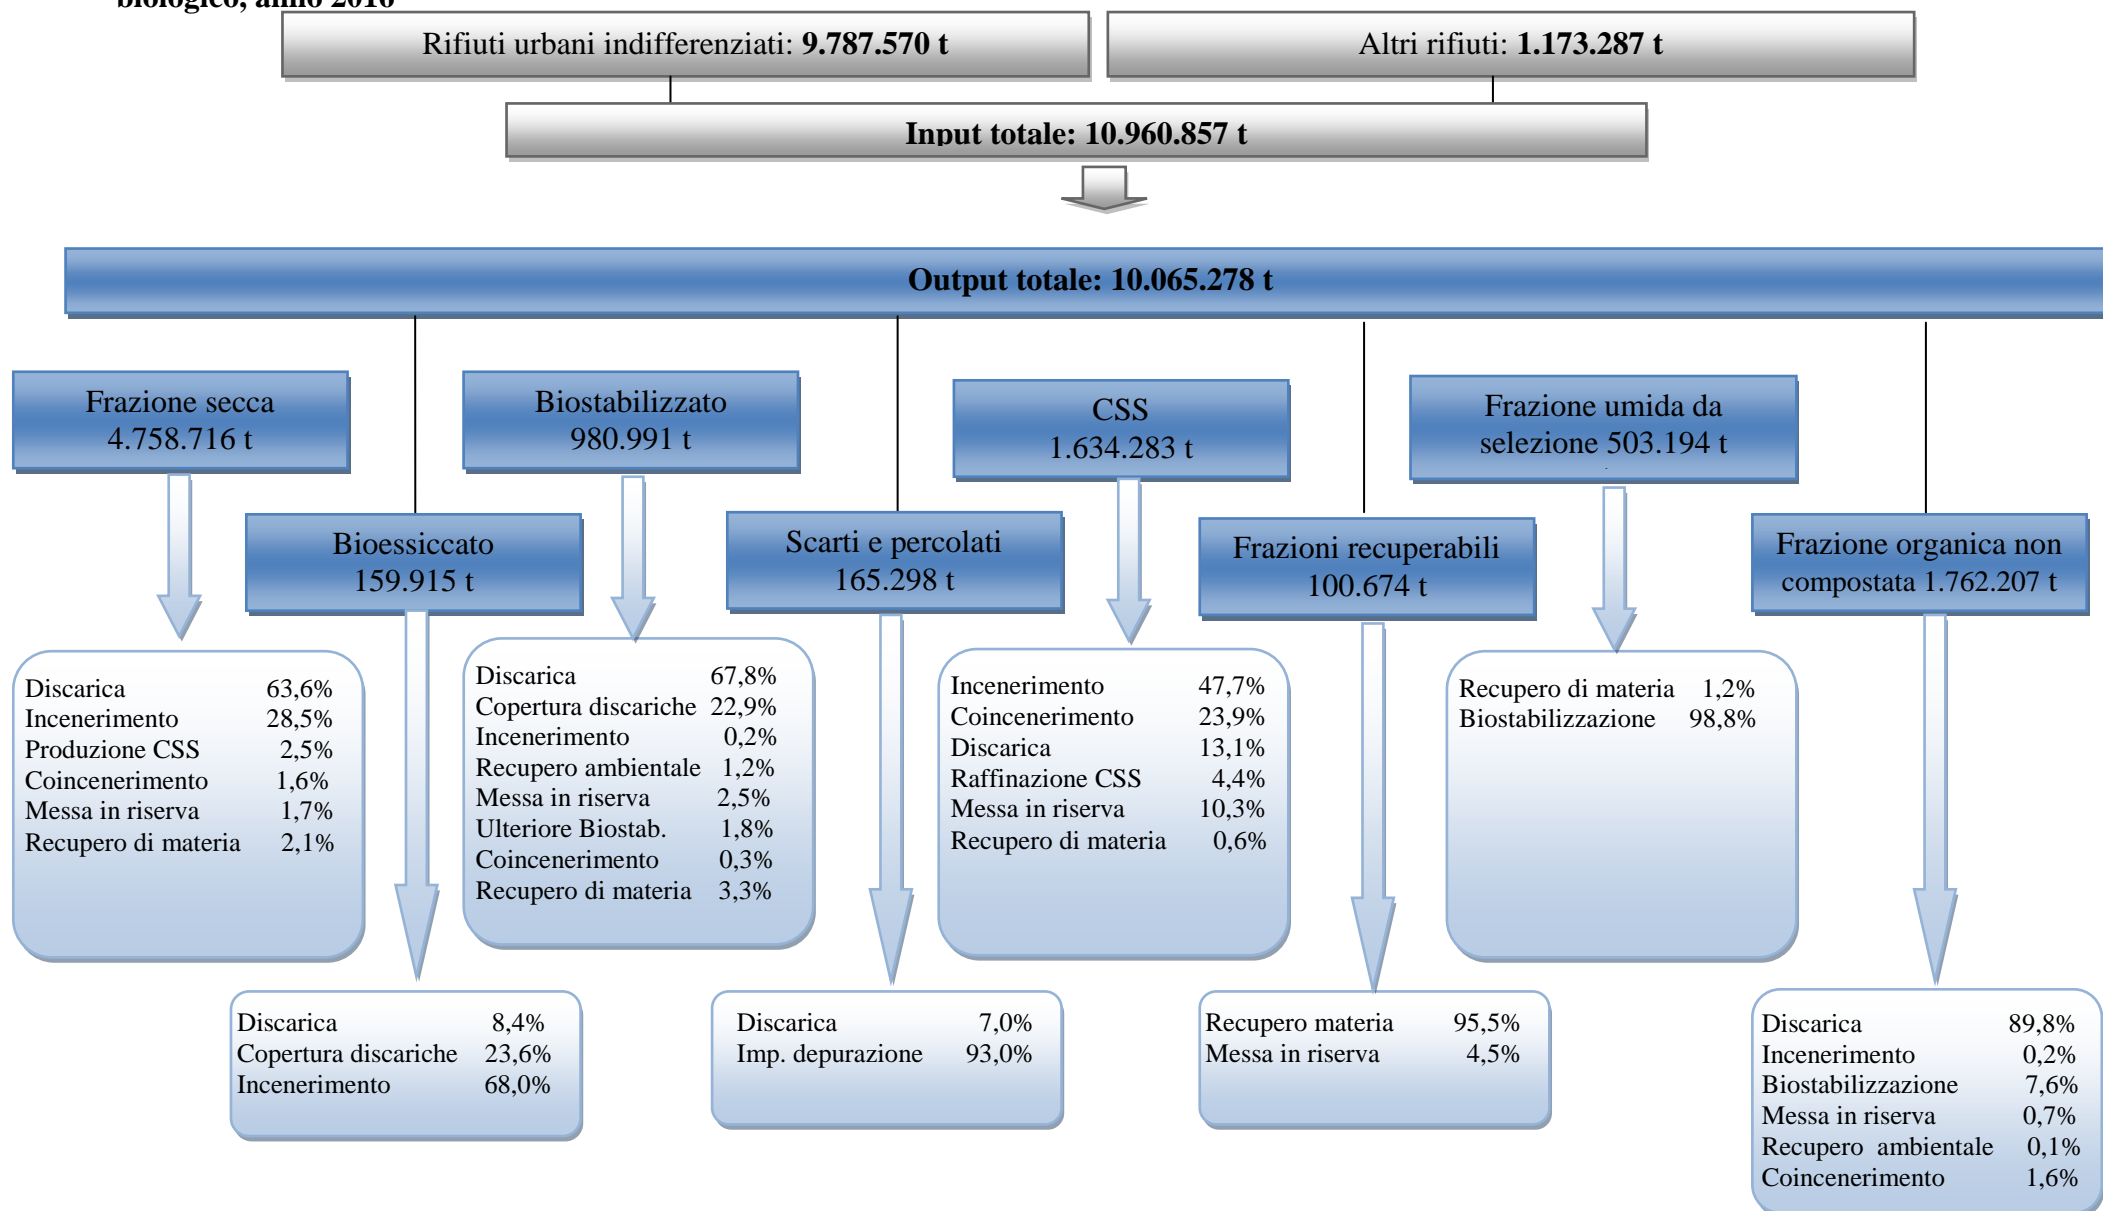 biologico, anno 2016
Rifiuti urbani indifferenziati: 9.787.570 t
Altri rifiuti: 1.173.287 t
Input totale: 10.960.857 t
Output totale: 10.065.278 t
Frazione secca
4.758.716 t
Biostabilizzato
980.991 t
CSS
1.634.283 t
Frazione umida da
selezione 503.194 t
Bioessiccato
159.915 t
Scarti e percolati
165.298 t
Frazioni recuperabili
100.674 t
Frazione organica non
compostata 1.762.207 t
Discarica 63,6%
Incenerimento 28,5%
Produzione CSS 2,5%
Coincenerimento 1,6%
Messa in riserva 1,7%
Recupero di materia 2,1%
Discarica 67,8%
Copertura discariche 22,9%
Incenerimento 0,2%
Recupero ambientale 1,2%
Messa in riserva 2,5%
Ulteriore Biostab. 1,8%
Coincenerimento 0,3%
Recupero di materia 3,3%
Incenerimento 47,7%
Coincenerimento 23,9%
Discarica 13,1%
Raffinazione CSS 4,4%
Messa in riserva 10,3%
Recupero di materia 0,6%
Recupero di materia 1,2%
Biostabilizzazione 98,8%
Discarica 8,4%
Copertura discariche 23,6%
Incenerimento 68,0%
Discarica 7,0%
Imp. depurazione 93,0%
Recupero materia 95,5%
Messa in riserva 4,5%
Discarica 89,8%
Incenerimento 0,2%
Biostabilizzazione 7,6%
Messa in riserva 0,7%
Recupero ambientale 0,1%
Coincenerimento 1,6%